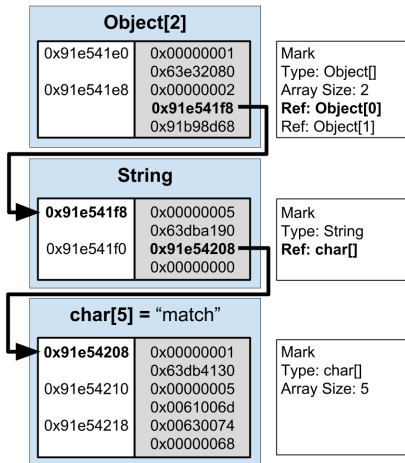 Object[2]
0x91e541e0 0x00000001 Mark
0x63e32080 Type: Object[]
0x91e541e8 0x00000002 Array Size: 2
0x91e541f8 Ref: Object[0]
0x91b98d68 Ref: Object[1]
String
0x91e541f8 0x00000005 Mark
0x63dba190 Type: String
0x91e541f0 0x91e54208 Ref: char[]
0x00000000
char[5] = “match”
0x91e54208 0x00000001 Mark
0x63db4130 Type: char[]
0x91e54210 0x00000005 Array Size: 5
0x0061006d
0x91e54218 0x00630074
0x00000068